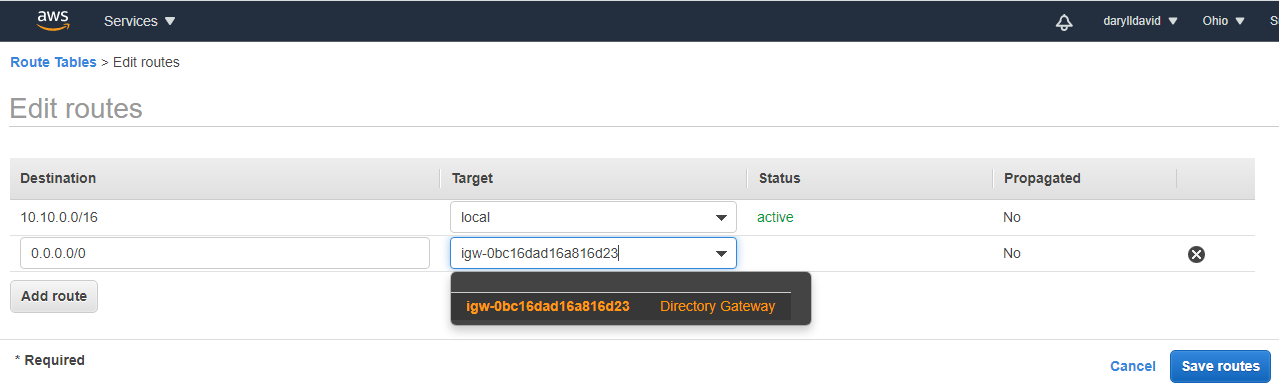 aws Services darylldavid Ohio S
Route Tables > Edit routes
Edit routes
Destination Target Status Propagated
10.10.0.0/16 local active No
0.0.0.0/0 igw-0bc16dad16a816d23 No
Add route
igw-0bc16dad16a816d23 Directory Gateway
* Required
Cancel Save routes